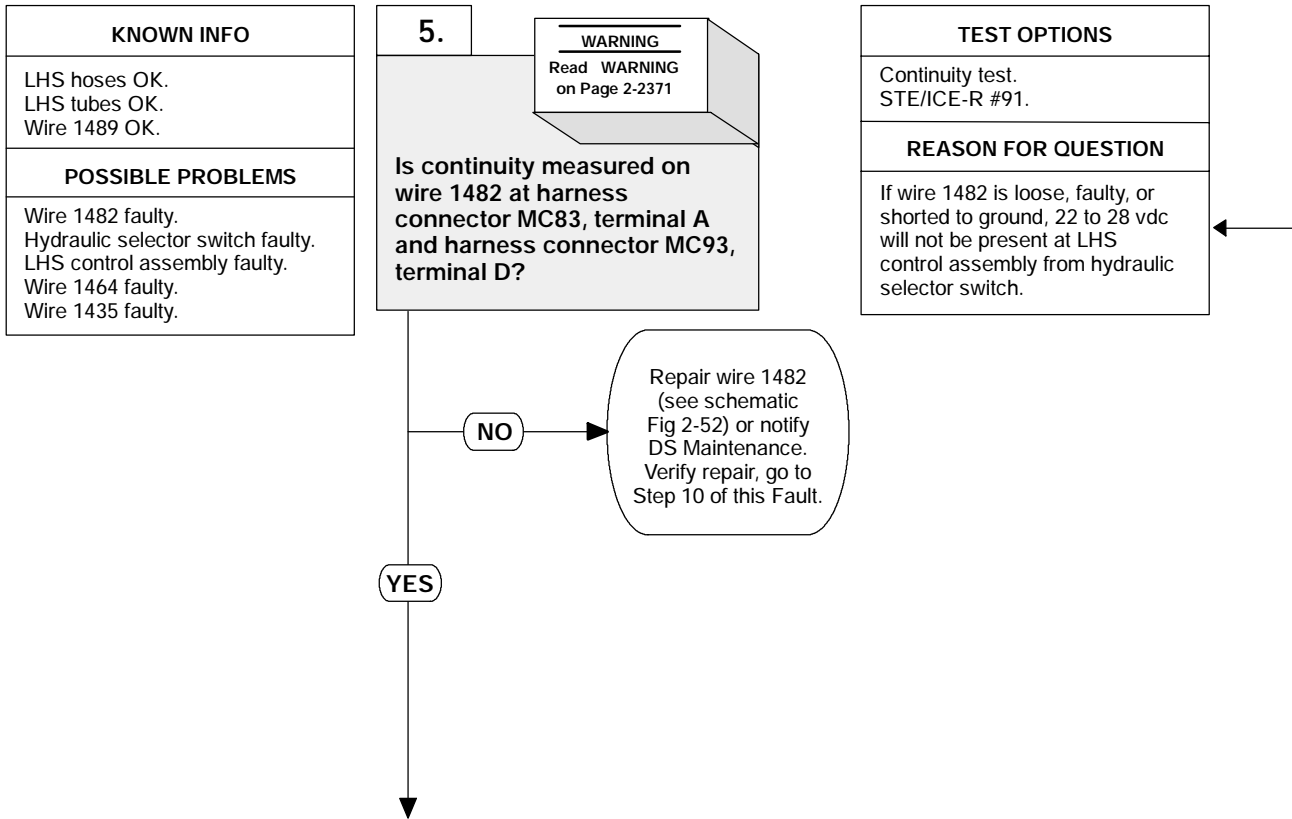 KNOWN INFO
LHS hoses OK.
LHS tubes OK.
Wire 1489 OK.
POSSIBLE PROBLEMS
Wire 1482 faulty.
Hydraulic selector switch faulty.
LHS control assembly faulty.
Wire 1464 faulty.
Wire 1435 faulty.
5.
WARNING
Read WARNING
on Page 2-2371
Is continuity measured on
wire 1482 at harness
connector MC83, terminal A
and harness connector MC93,
terminal D?
TEST OPTIONS
Continuity test.
STE/ICE-R #91.
REASON FOR QUESTION
If wire 1482 is loose, faulty, or
shorted to ground, 22 to 28 vdc
will not be present at LHS
control assembly from hydraulic
selector switch.
NO
Repair wire 1482
(see schematic
Fig 2-52) or notify
DS Maintenance.
Verify repair, go to
Step 10 of this Fault.
YES